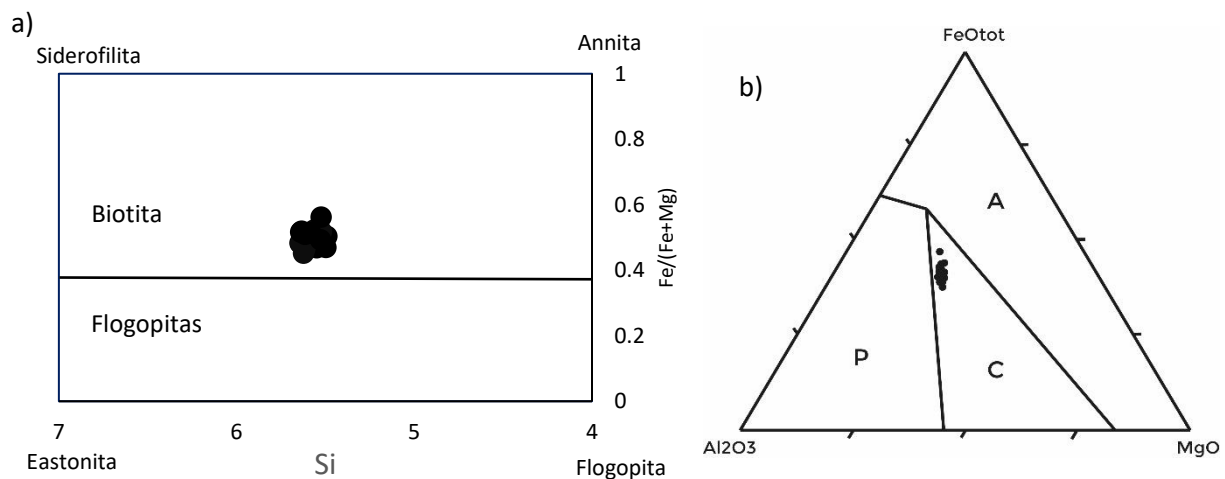 a)
Siderofilita
Annita
Biotita
Flogopitas
1
0.8
0.6
0.4
0.2
0
Fe/(Fe+Mg)
7
6
5
4
Eastonita
Si
Flogopita
b)
FeOtot
A
P
C
Al2O3
MgO